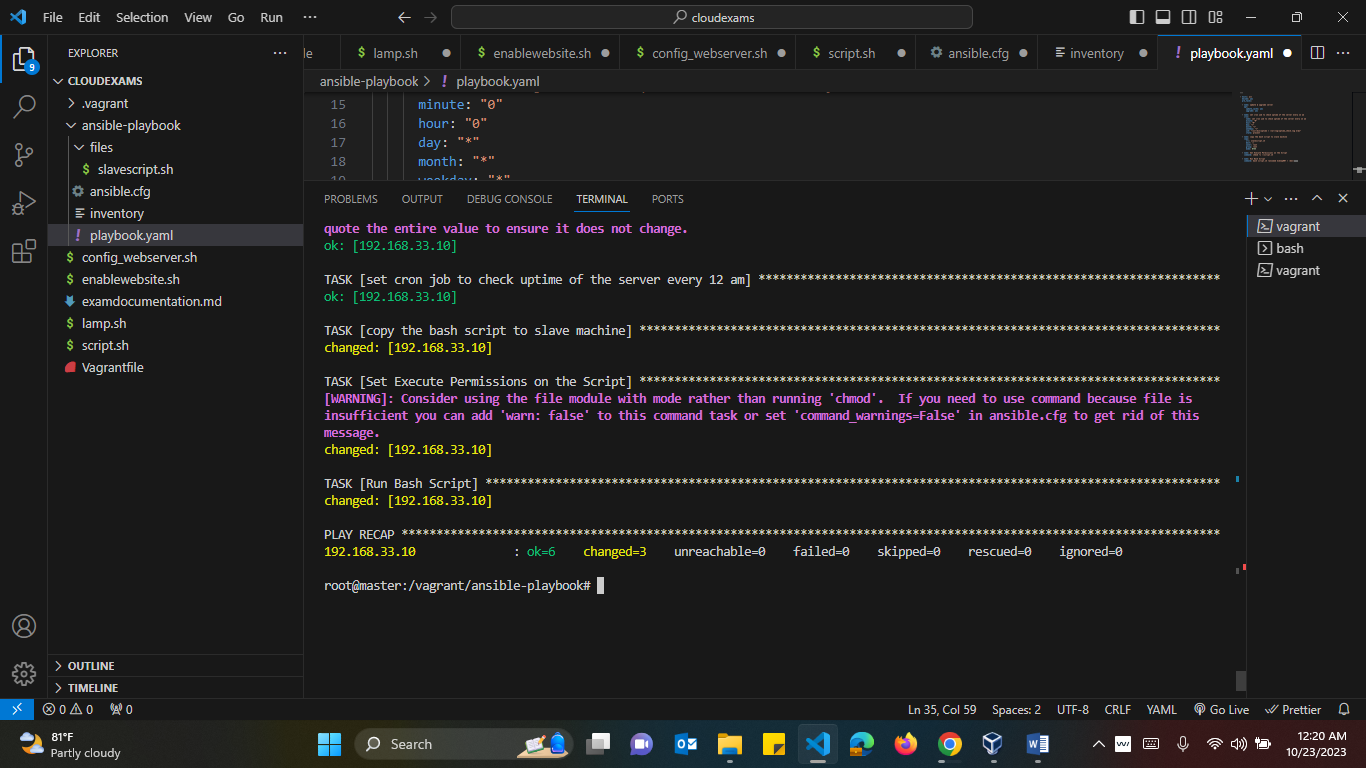 File Edit Selection View Go Run ··· cloudexams
EXPLORER ···
le lamp.sh enablewebsite.sh config_webserver.sh script.sh ansible.cfg inventory playbook.yaml ···
ansible-playbook > playbook.yaml
9
CLOUDEXAMS
.vagrant
ansible-playbook
files
slavescript.sh
ansible.cfg
inventory
playbook.yaml
config_webserver.sh
enablewebsite.sh
examdocumentation.md
lamp.sh
script.sh
Vagrantfile
OUTLINE
TIMELINE
15 minute: "0"
16 hour: "0"
17 day: "*"
18 month: "*"
19 weekday: "*"
PROBLEMS OUTPUT DEBUG CONSOLE TERMINAL PORTS
quote the entire value to ensure it does not change.
ok: [192.168.33.10]
TASK [set cron job to check uptime of the server every 12 am] ******************************************************************
ok: [192.168.33.10]
TASK [copy the bash script to slave machine] ***********************************************************************************
changed: [192.168.33.10]
TASK [Set Execute Permissions on the Script] ***********************************************************************************
[WARNING]: Consider using the file module with mode rather than running 'chmod'.  If you need to use command because file is
insufficient you can add 'warn: false' to this command task or set 'command_warnings=False' in ansible.cfg to get rid of this
message.
changed: [192.168.33.10]
TASK [Run Bash Script] *********************************************************************************************************
changed: [192.168.33.10]
PLAY RECAP *********************************************************************************************************************
192.168.33.10              : ok=6    changed=3    unreachable=0    failed=0    skipped=0    rescued=0    ignored=0
root@master:/vagrant/ansible-playbook#
vagrant
bash
vagrant
0 0 0 Ln 35, Col 59 Spaces: 2 UTF-8 CRLF YAML Go Live Prettier
81°F
Partly cloudy
Search
12:20 AM
10/23/2023